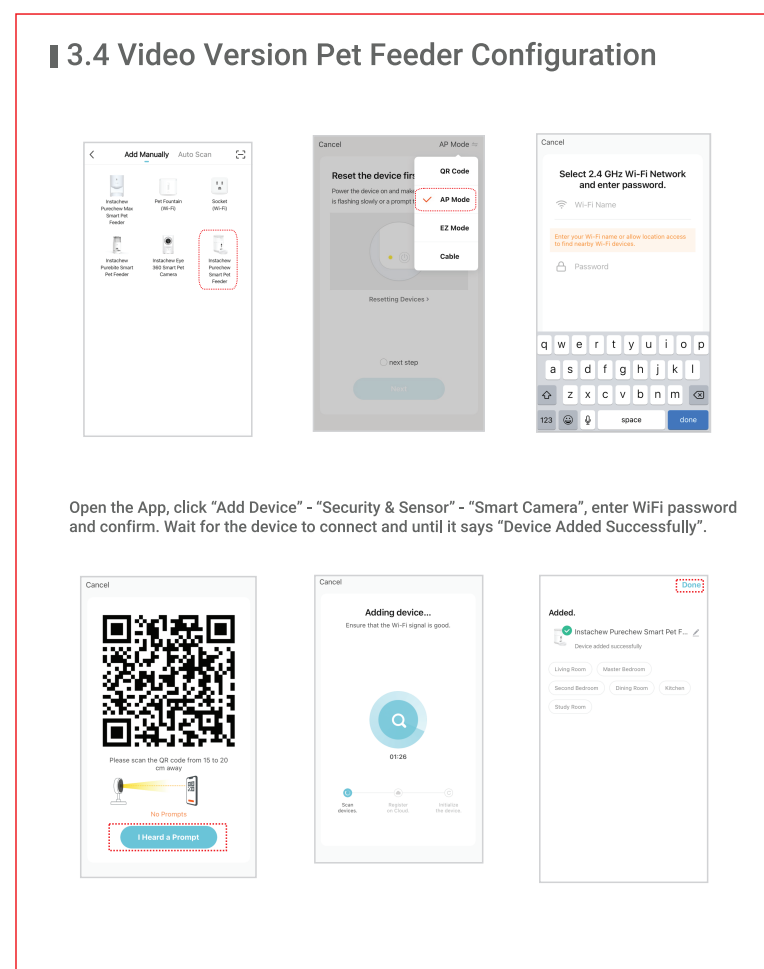 3.4 Video Version Pet Feeder Configuration
Add Manually Auto Scan
Instachew
Purechew Max
Smart Pet
Feeder
Pet Fountain
(Wi-Fi)
Socket
(Wi-Fi)
Instachew
Purebite Smart
Pet Feeder
Instachew Eye
360 Smart Pet
Camera
Instachew
Purechew
Smart Pet
Feeder
Cancel AP Mode
Reset the device firs
Power the device on and make
is flashing slowly or a prompt t
QR Code
AP Mode
EZ Mode
Cable
Resetting Devices >
next step
Next
Cancel
Select 2.4 GHz Wi-Fi Network
and enter password.
Wi-Fi Name
Enter your Wi-Fi name or allow location access
to find nearby Wi-Fi devices.
Password
q w e r t y u i o p
a s d f g h j k l
z x c v b n m
123 space done
Open the App, click “Add Device” - “Security & Sensor” - “Smart Camera”, enter WiFi password
and confirm. Wait for the device to connect and until it says “Device Added Successfully”.
Cancel
Please scan the QR code from 15 to 20
cm away
No Prompts
I Heard a Prompt
Cancel
Adding device...
Ensure that the Wi-Fi signal is good.
01:26
Scan
devices.
Register
on Cloud.
Initialize
the device
Done
Added.
Instachew Purechew Smart Pet F...
Device added successfully
Living Room Master Bedroom
Second Bedroom Dining Room Kitchen
Study Room